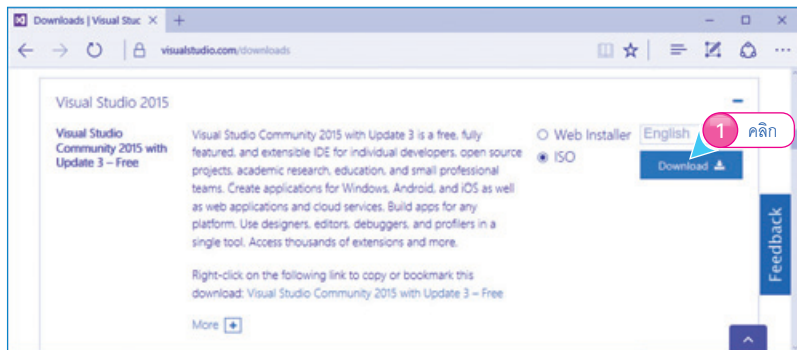 Downloads | Visual Stuc
visualstudio.com/downloads
Visual Studio 2015
Visual Studio
Community 2015 with
Update 3 – Free
Visual Studio Community 2015 with Update 3 is a free, fully
featured, and extensible IDE for individual developers, open source
projects, academic research, education, and small professional
teams. Create applications for Windows, Android, and iOS as well
as web applications and cloud services. Build apps for any
platform. Use designers, editors, debuggers, and profilers in a
single tool. Access thousands of extensions and more.
Right-click on the following link to copy or bookmark this
download: Visual Studio Community 2015 with Update 3 – Free
More
Web Installer
ISO
English
1 คลิก
Download
Feedback